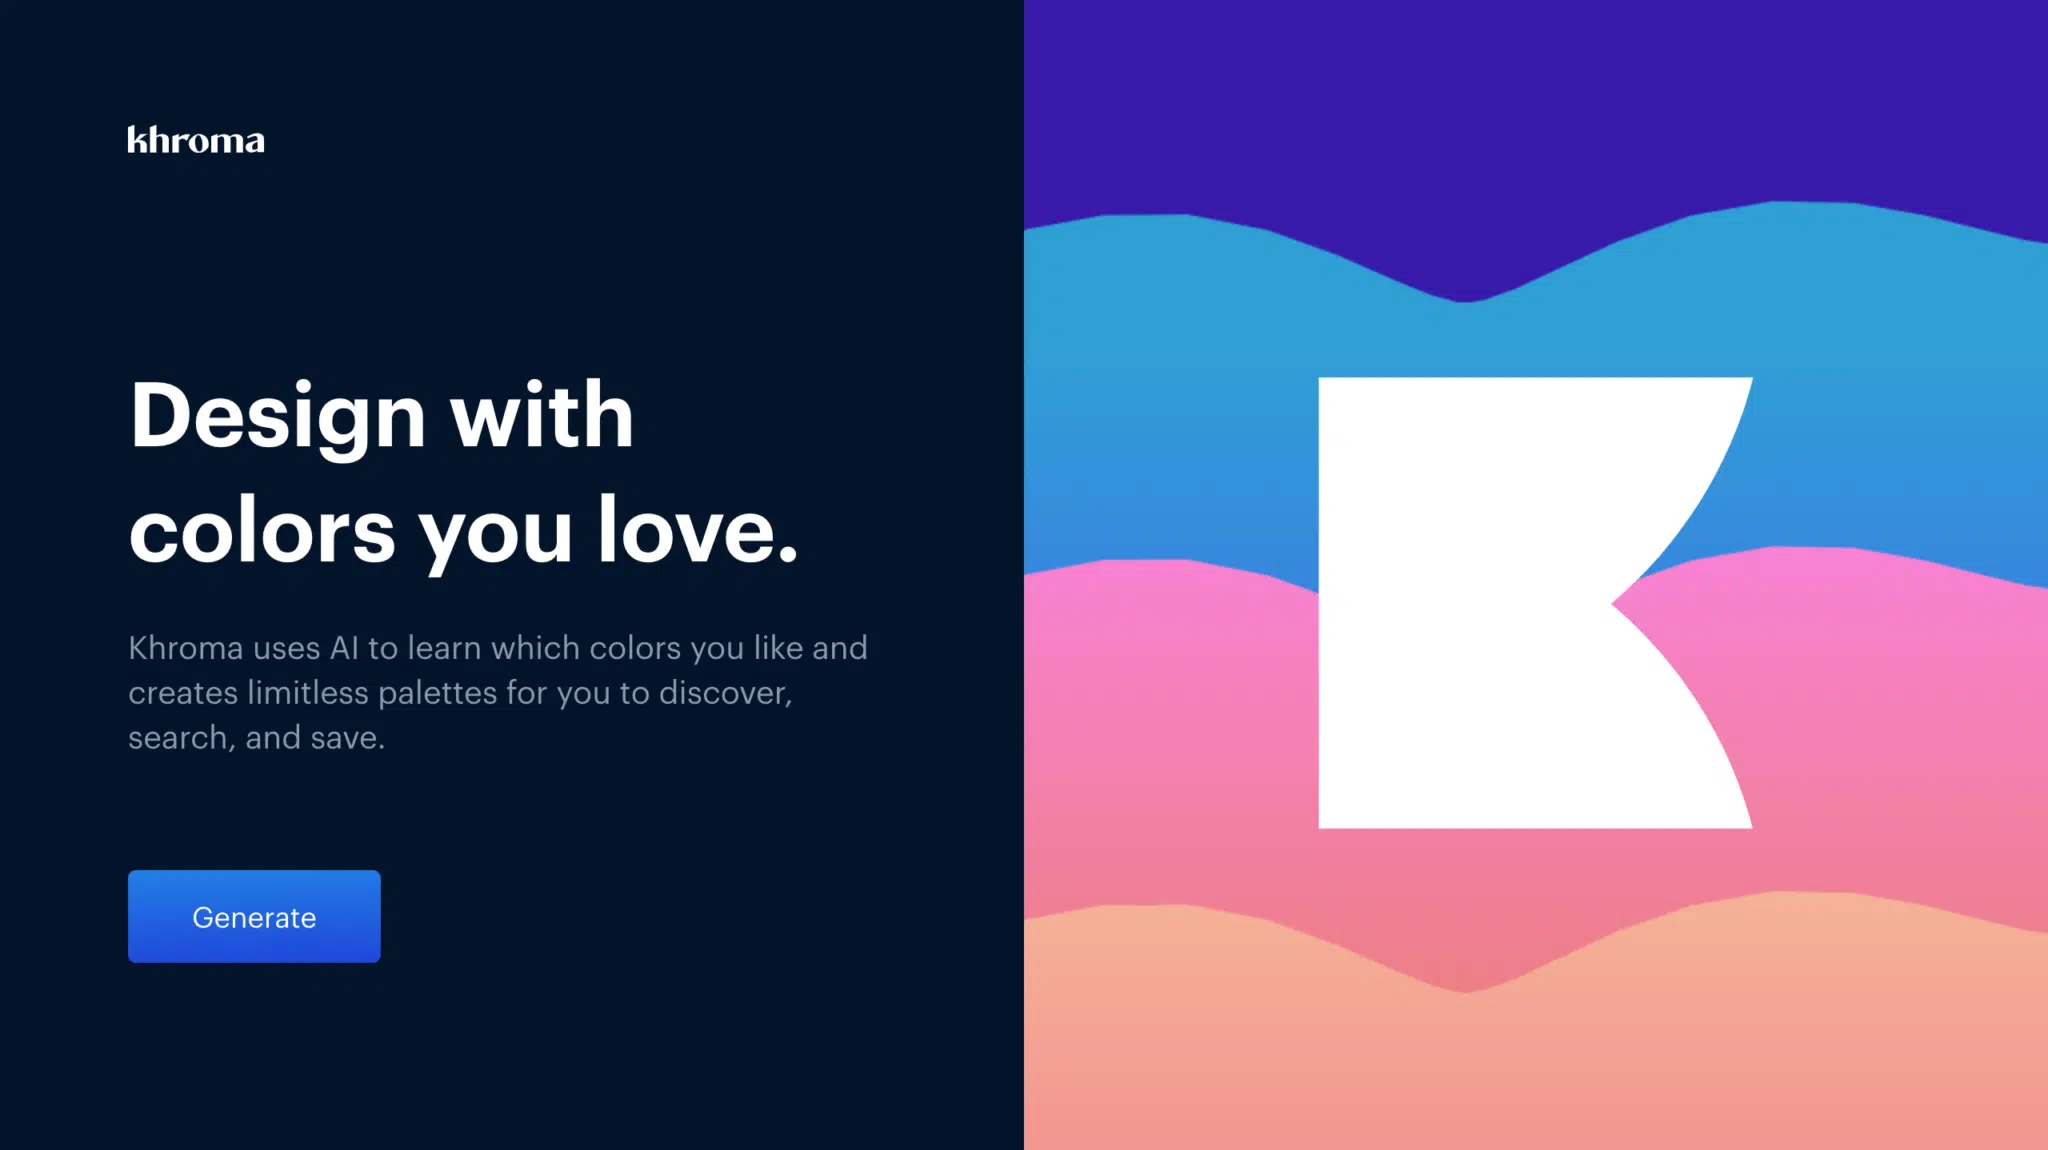 khroma
Design with
colors you love.
Khroma uses AI to learn which colors you like and
creates limitless palettes for you to discover,
search, and save.
Generate